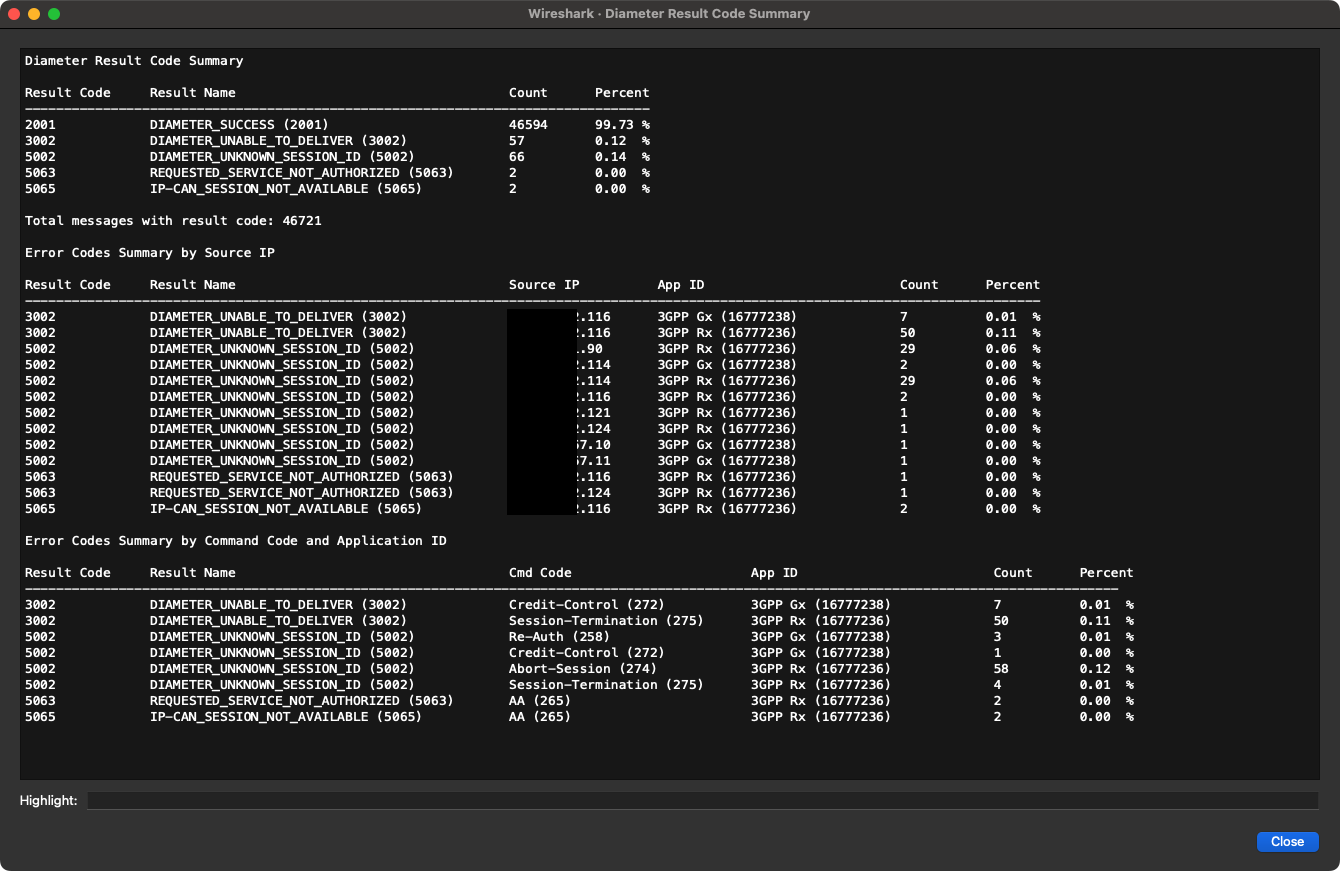 Wireshark · Diameter Result Code Summary
Diameter Result Code Summary
Result Code Result Name Count Percent
2001 DIAMETER_SUCCESS (2001) 46594 99.73 %
3002 DIAMETER_UNABLE_TO_DELIVER (3002) 57 0.12 %
5002 DIAMETER_UNKNOWN_SESSION_ID (5002) 66 0.14 %
5063 REQUESTED_SERVICE_NOT_AUTHORIZED (5063) 2 0.00 %
5065 IP-CAN_SESSION_NOT_AVAILABLE (5065) 2 0.00 %
Total messages with result code: 46721
Error Codes Summary by Source IP
Result Code Result Name Source IP App ID Count Percent
3002 DIAMETER_UNABLE_TO_DELIVER (3002) .116 3GPP Gx (16777238) 7 0.01 %
3002 DIAMETER_UNABLE_TO_DELIVER (3002) .116 3GPP Rx (16777236) 50 0.11 %
5002 DIAMETER_UNKNOWN_SESSION_ID (5002) .90 3GPP Rx (16777236) 29 0.06 %
5002 DIAMETER_UNKNOWN_SESSION_ID (5002) .114 3GPP Gx (16777238) 2 0.00 %
5002 DIAMETER_UNKNOWN_SESSION_ID (5002) .114 3GPP Rx (16777236) 29 0.06 %
5002 DIAMETER_UNKNOWN_SESSION_ID (5002) .116 3GPP Rx (16777236) 2 0.00 %
5002 DIAMETER_UNKNOWN_SESSION_ID (5002) .121 3GPP Rx (16777236) 1 0.00 %
5002 DIAMETER_UNKNOWN_SESSION_ID (5002) .124 3GPP Rx (16777236) 1 0.00 %
5002 DIAMETER_UNKNOWN_SESSION_ID (5002) 7.10 3GPP Gx (16777238) 1 0.00 %
5002 DIAMETER_UNKNOWN_SESSION_ID (5002) 7.11 3GPP Gx (16777238) 1 0.00 %
5063 REQUESTED_SERVICE_NOT_AUTHORIZED (5063) .116 3GPP Rx (16777236) 1 0.00 %
5063 REQUESTED_SERVICE_NOT_AUTHORIZED (5063) .124 3GPP Rx (16777236) 1 0.00 %
5065 IP-CAN_SESSION_NOT_AVAILABLE (5065) .116 3GPP Rx (16777236) 2 0.00 %
Error Codes Summary by Command Code and Application ID
Result Code Result Name Cmd Code App ID Count Percent
3002 DIAMETER_UNABLE_TO_DELIVER (3002) Credit-Control (272) 3GPP Gx (16777238) 7 0.01 %
3002 DIAMETER_UNABLE_TO_DELIVER (3002) Session-Termination (275) 3GPP Rx (16777236) 50 0.11 %
5002 DIAMETER_UNKNOWN_SESSION_ID (5002) Re-Auth (258) 3GPP Gx (16777238) 3 0.01 %
5002 DIAMETER_UNKNOWN_SESSION_ID (5002) Credit-Control (272) 3GPP Gx (16777238) 1 0.00 %
5002 DIAMETER_UNKNOWN_SESSION_ID (5002) Abort-Session (274) 3GPP Rx (16777236) 58 0.12 %
5002 DIAMETER_UNKNOWN_SESSION_ID (5002) Session-Termination (275) 3GPP Rx (16777236) 4 0.01 %
5063 REQUESTED_SERVICE_NOT_AUTHORIZED (5063) AA (265) 3GPP Rx (16777236) 2 0.00 %
5065 IP-CAN_SESSION_NOT_AVAILABLE (5065) AA (265) 3GPP Rx (16777236) 2 0.00 %
Highlight:
Close